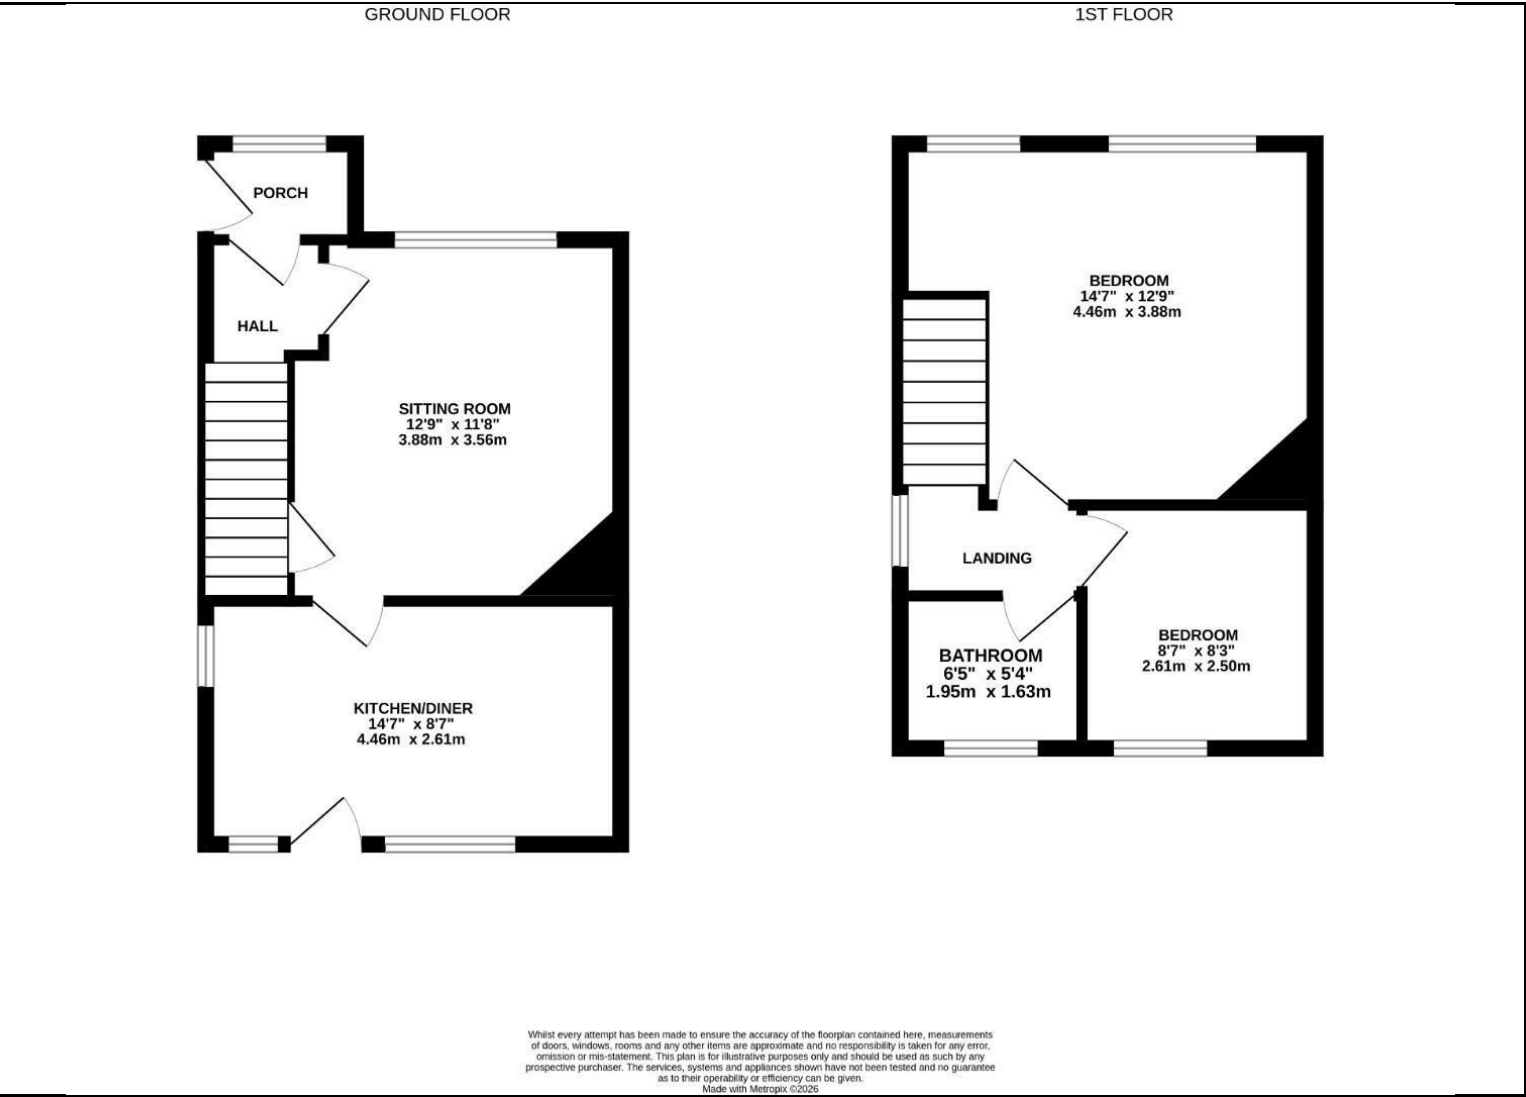 GROUND FLOOR
1ST FLOOR
PORCH
HALL
SITTING ROOM
12'9" x 11'8"
3.88m x 3.56m
KITCHEN/DINER
14'7" x 8'7"
4.46m x 2.61m
BEDROOM
14'7" x 12'9"
4.46m x 3.88m
LANDING
BATHROOM
6'5" x 5'4"
1.95m x 1.63m
BEDROOM
8'7" x 8'3"
2.61m x 2.50m
Whilst every attempt has been made to ensure the accuracy of the floorplan contained here, measurements
of doors, windows, rooms and any other items are approximate and no responsibility is taken for any error,
omission or mis-statement. This plan is for illustrative purposes only and should be used as such by any
prospective purchaser. The services, systems and appliances shown have not been tested and no guarantee
as to their operability or efficiency can be given.
Made with Metropix ©2026